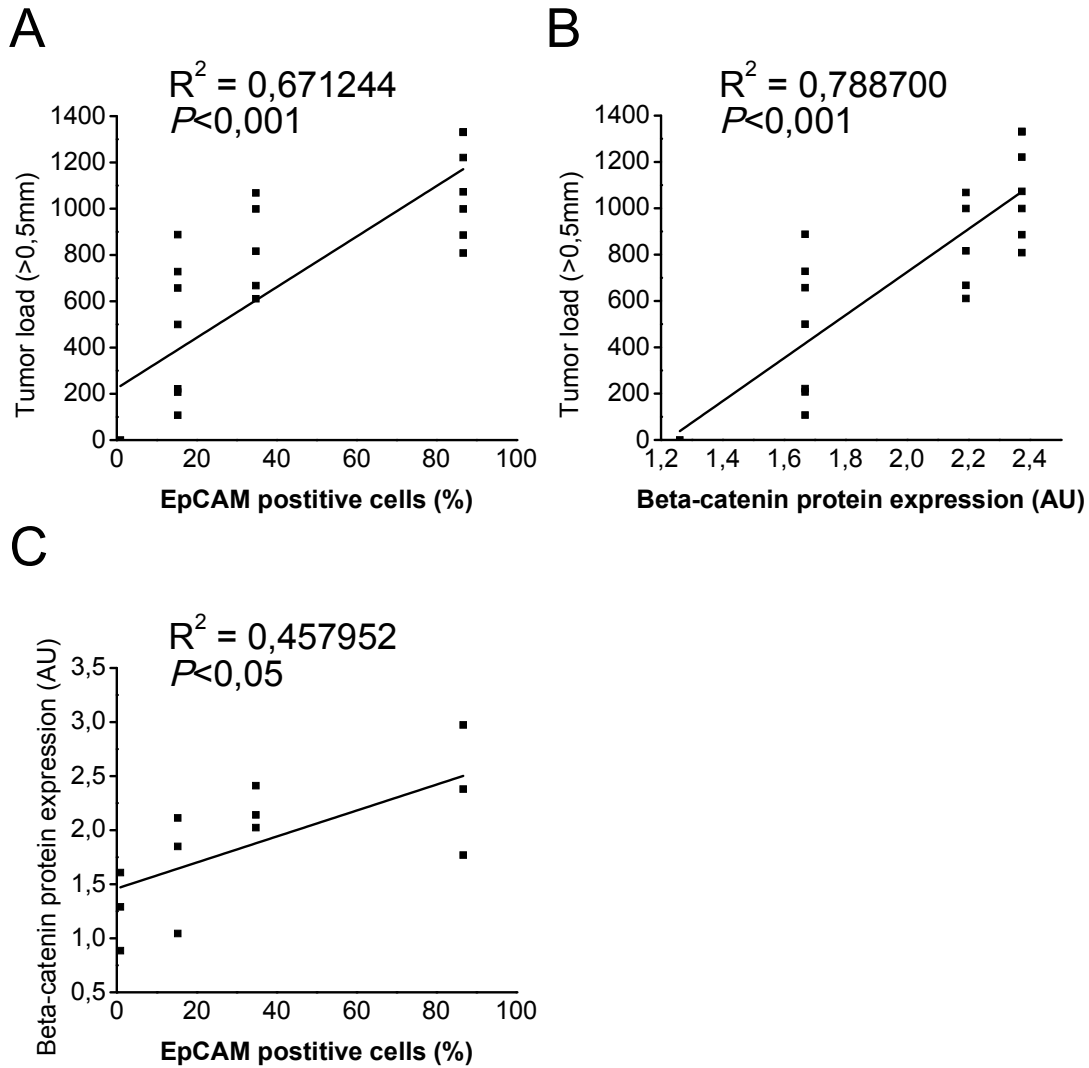 A
R² = 0,671244
P<0,001
Tumor load (>0,5mm)
1400
1200
1000
800
600
400
200
0
0 20 40 60 80 100
EpCAM postitive cells (%)
B
R² = 0,788700
P<0,001
Tumor load (>0,5mm)
1400
1200
1000
800
600
400
200
0
1,2 1,4 1,6 1,8 2,0 2,2 2,4
Beta-catenin protein expression (AU)
C
R² = 0,457952
P<0,05
Beta-catenin protein expression (AU)
3,5
3,0
2,5
2,0
1,5
1,0
0,5
0 20 40 60 80 100
EpCAM postitive cells (%)